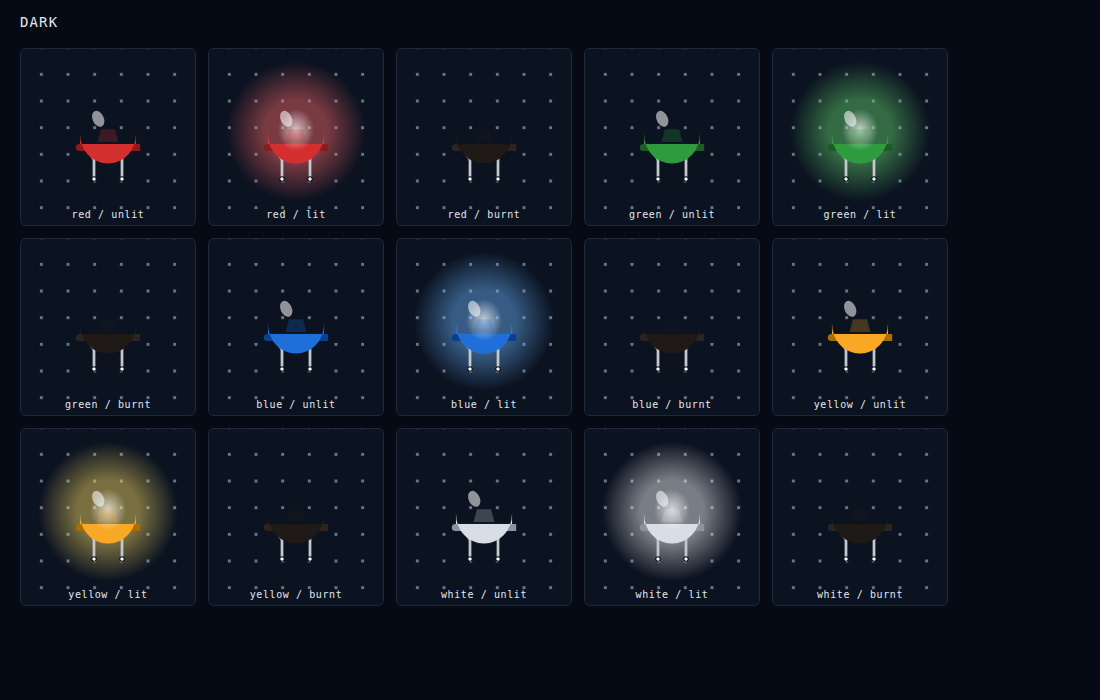 DARK
red / unlit
red / lit
red / burnt
green / unlit
green / lit
green / burnt
blue / unlit
blue / lit
blue / burnt
yellow / unlit
yellow / lit
yellow / burnt
white / unlit
white / lit
white / burnt